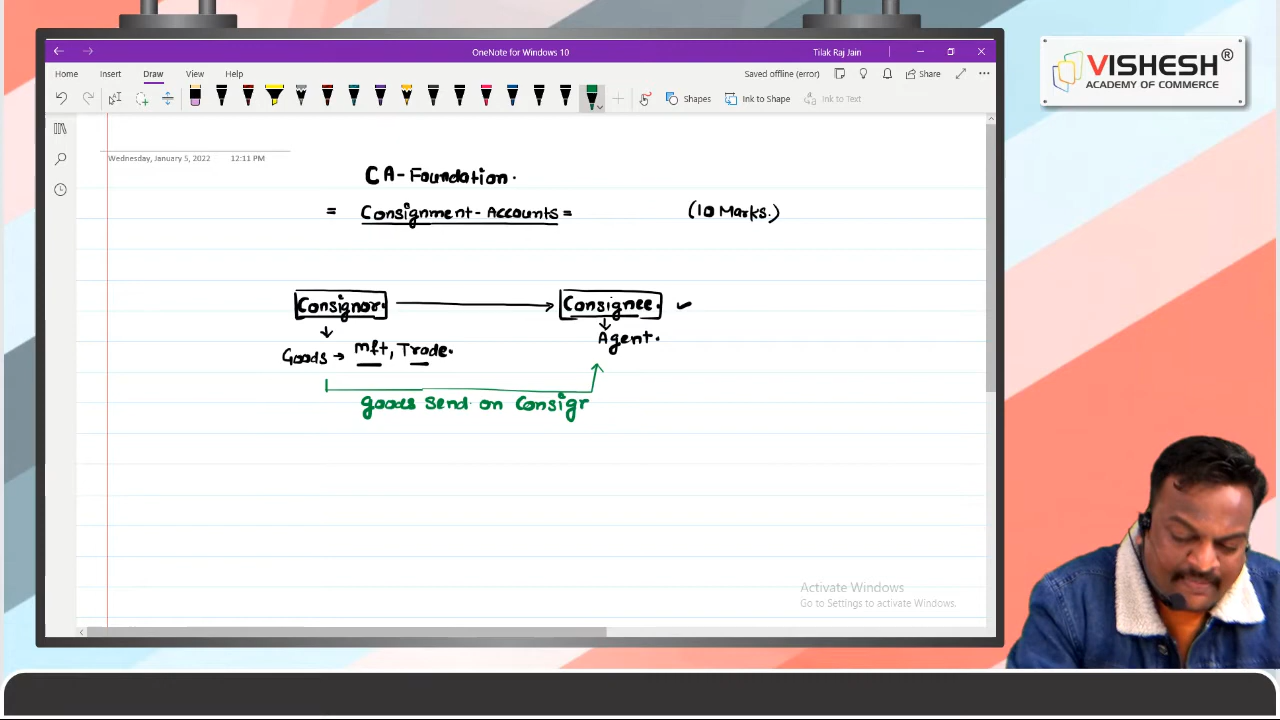 OneNote for Windows 10
Tilak Raj Jain
VISHESH®
ACADEMY OF COMMERCE
Home Insert Draw View Help
Saved offline (error)
Share
Shapes
Ink to Shape
Ink to Text
Wednesday, January 5, 2022 12:11 PM
CA-Foundation.
= Consignment-Accounts = (10 Marks.)
Consignor. Consignee.
Agent.
Goods → mft, Trade.
goods Send on Consigr
Activate Windows
Go to Settings to activate Windows.